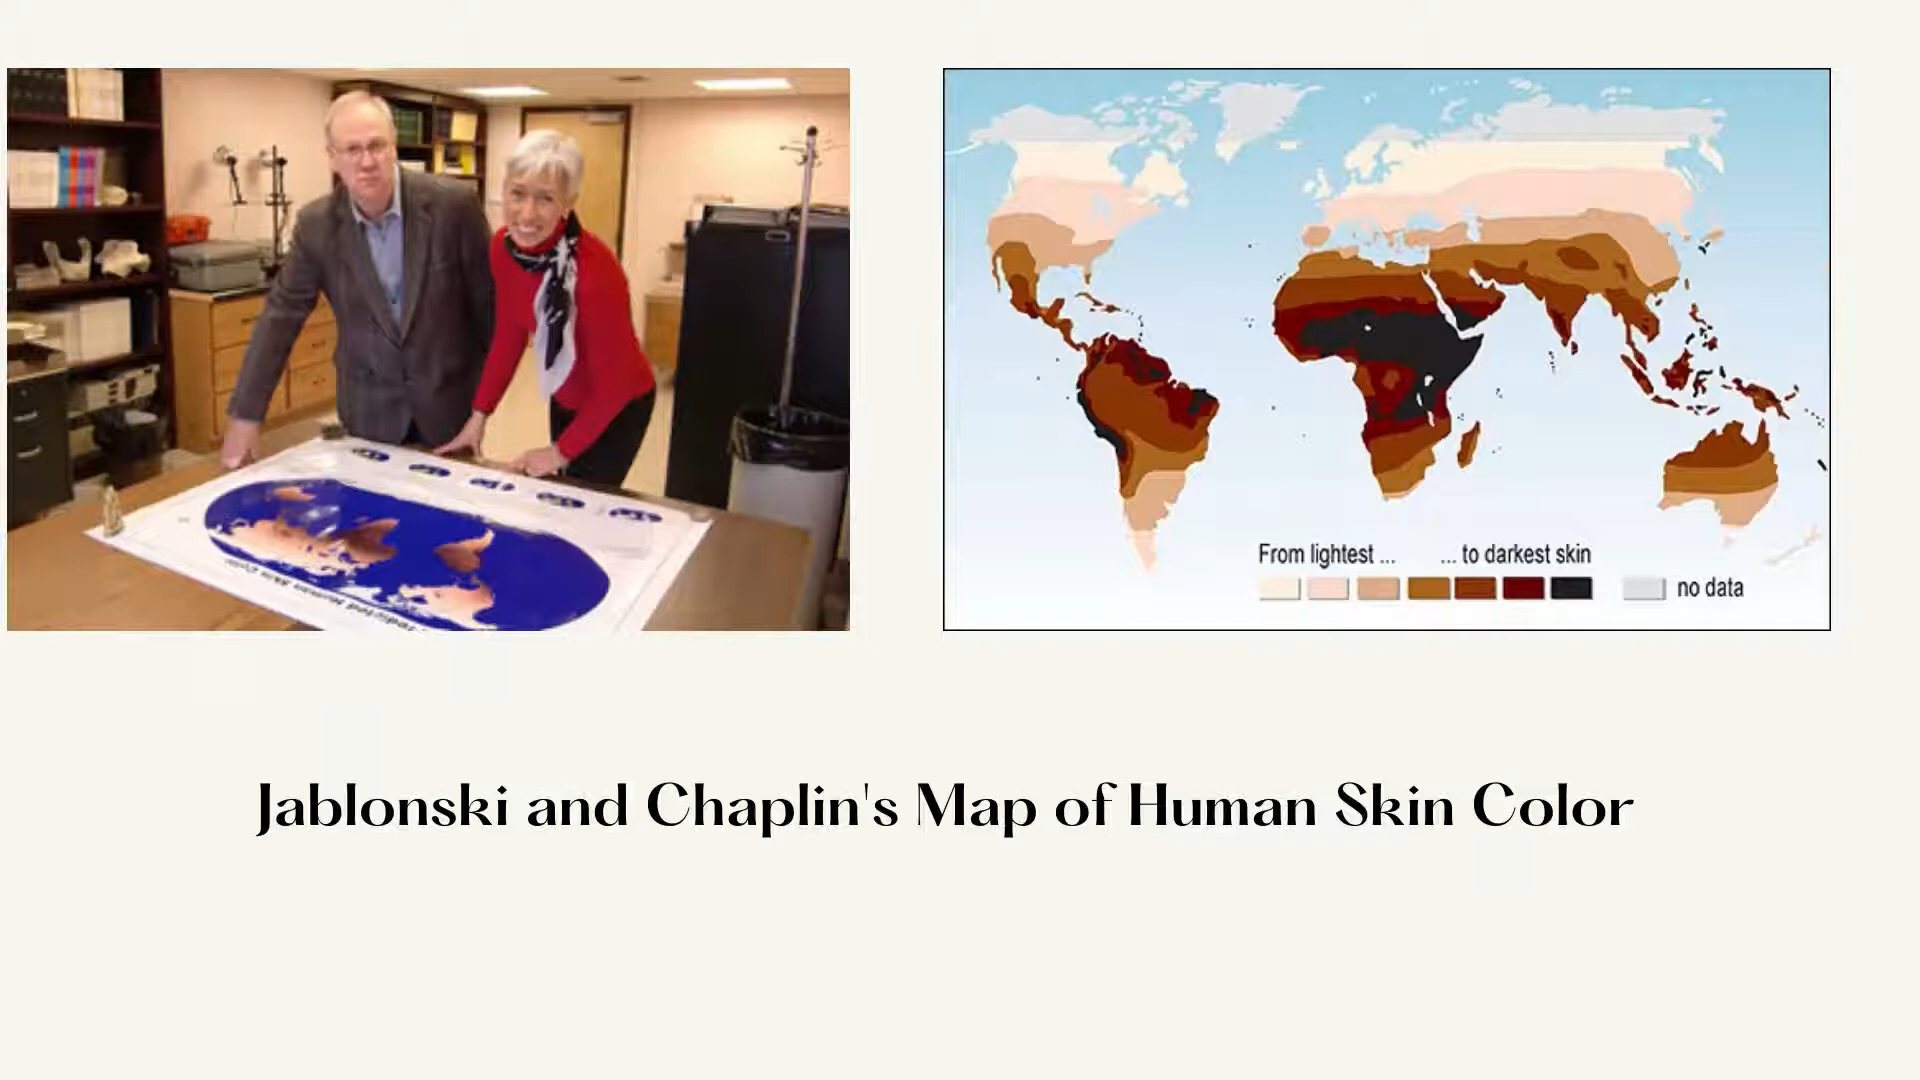 From lightest ... ... to darkest skin
no data
Jablonski and Chaplin's Map of Human Skin Color